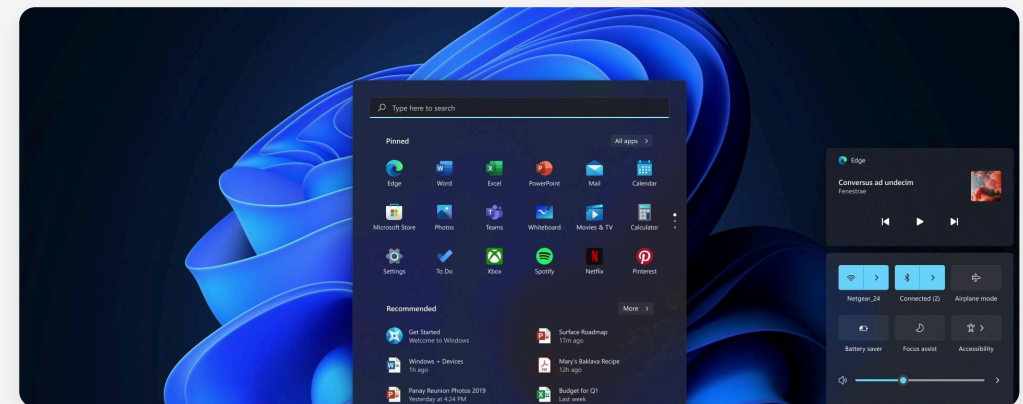 Type here to search
Pinned
All apps
Edge
Word
Excel
PowerPoint
Mail
Calendar
Microsoft Store
Photos
Teams
Whiteboard
Movies & TV
Calculator
Settings
To Do
Xbox
Spotify
Netflix
Pinterest
Recommended
More
Get Started
Welcome to Windows
Surface Roadmap
17m ago
Windows + Devices
1h ago
Mary's Baklava Recipe
12h ago
Panay Reunion Photos 2019
Yesterday at 4:24 PM
Budget for Q1
Last week
Edge
Conversus ad undecim
Fenestrae
Netgear_24
Connected (2)
Airplane mode
Battery saver
Focus assist
Accessibility